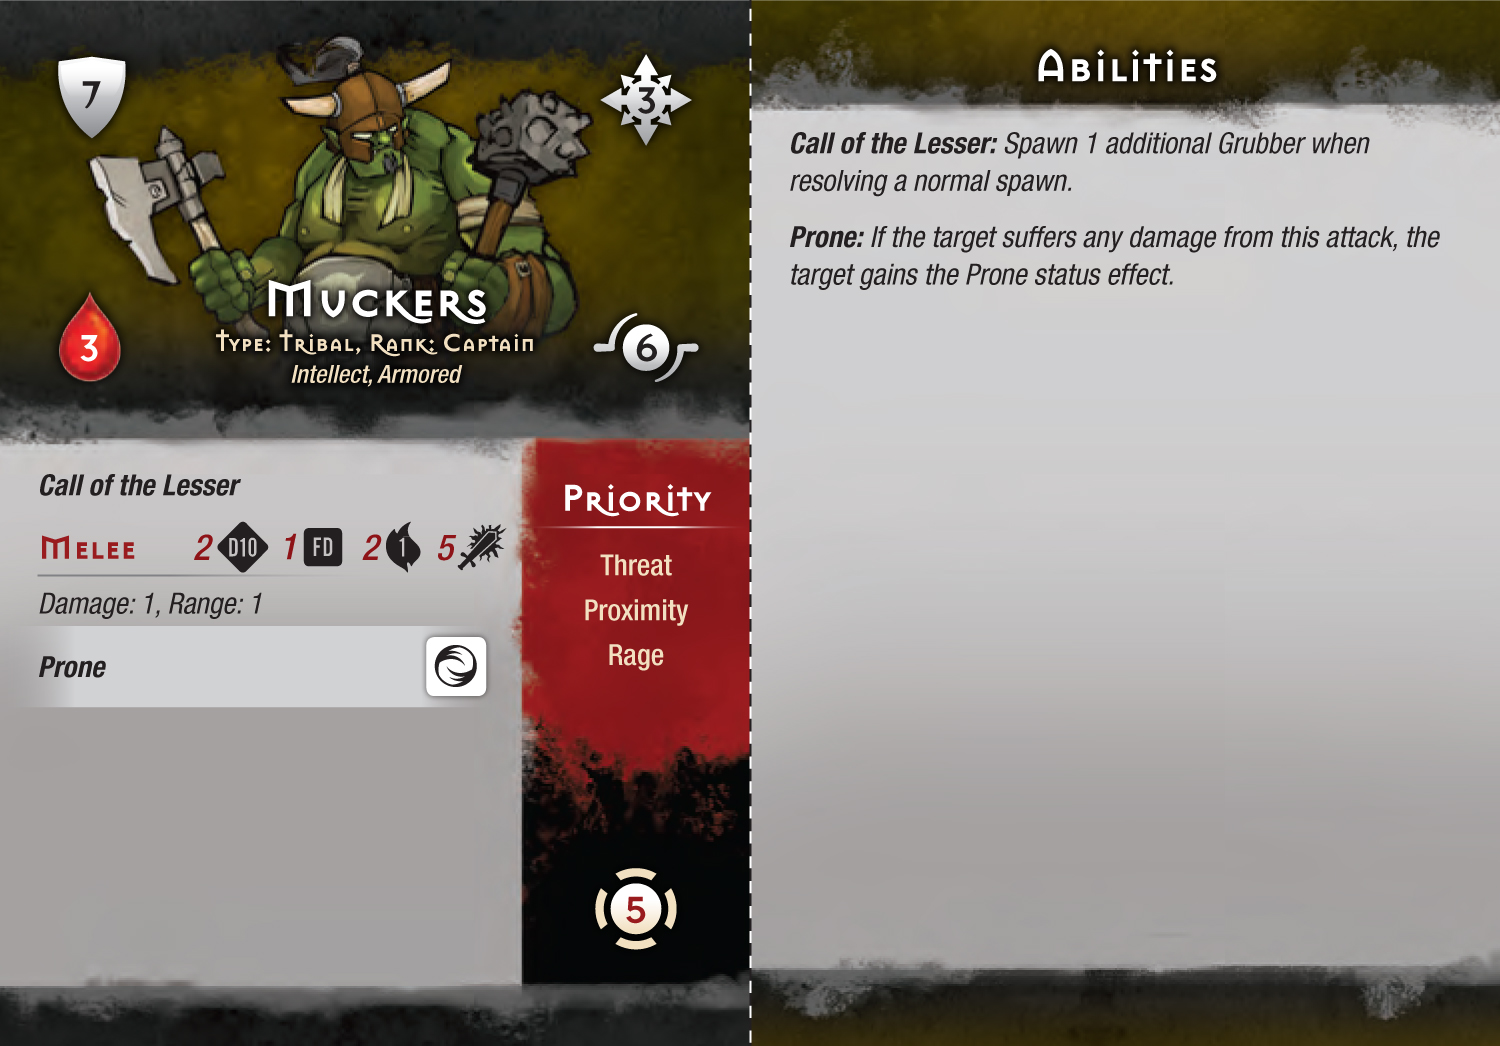 7
3
Muckers
3
6
Type: Tribal, Rank: Captain
Intellect, Armored
Call of the Lesser
Melee 2 D10 1 FD 2 1 5
Damage: 1, Range: 1
Prone
Priority
Threat
Proximity
Rage
5
Abilities
Call of the Lesser: Spawn 1 additional Grubber when
resolving a normal spawn.
Prone: If the target suffers any damage from this attack, the
target gains the Prone status effect.